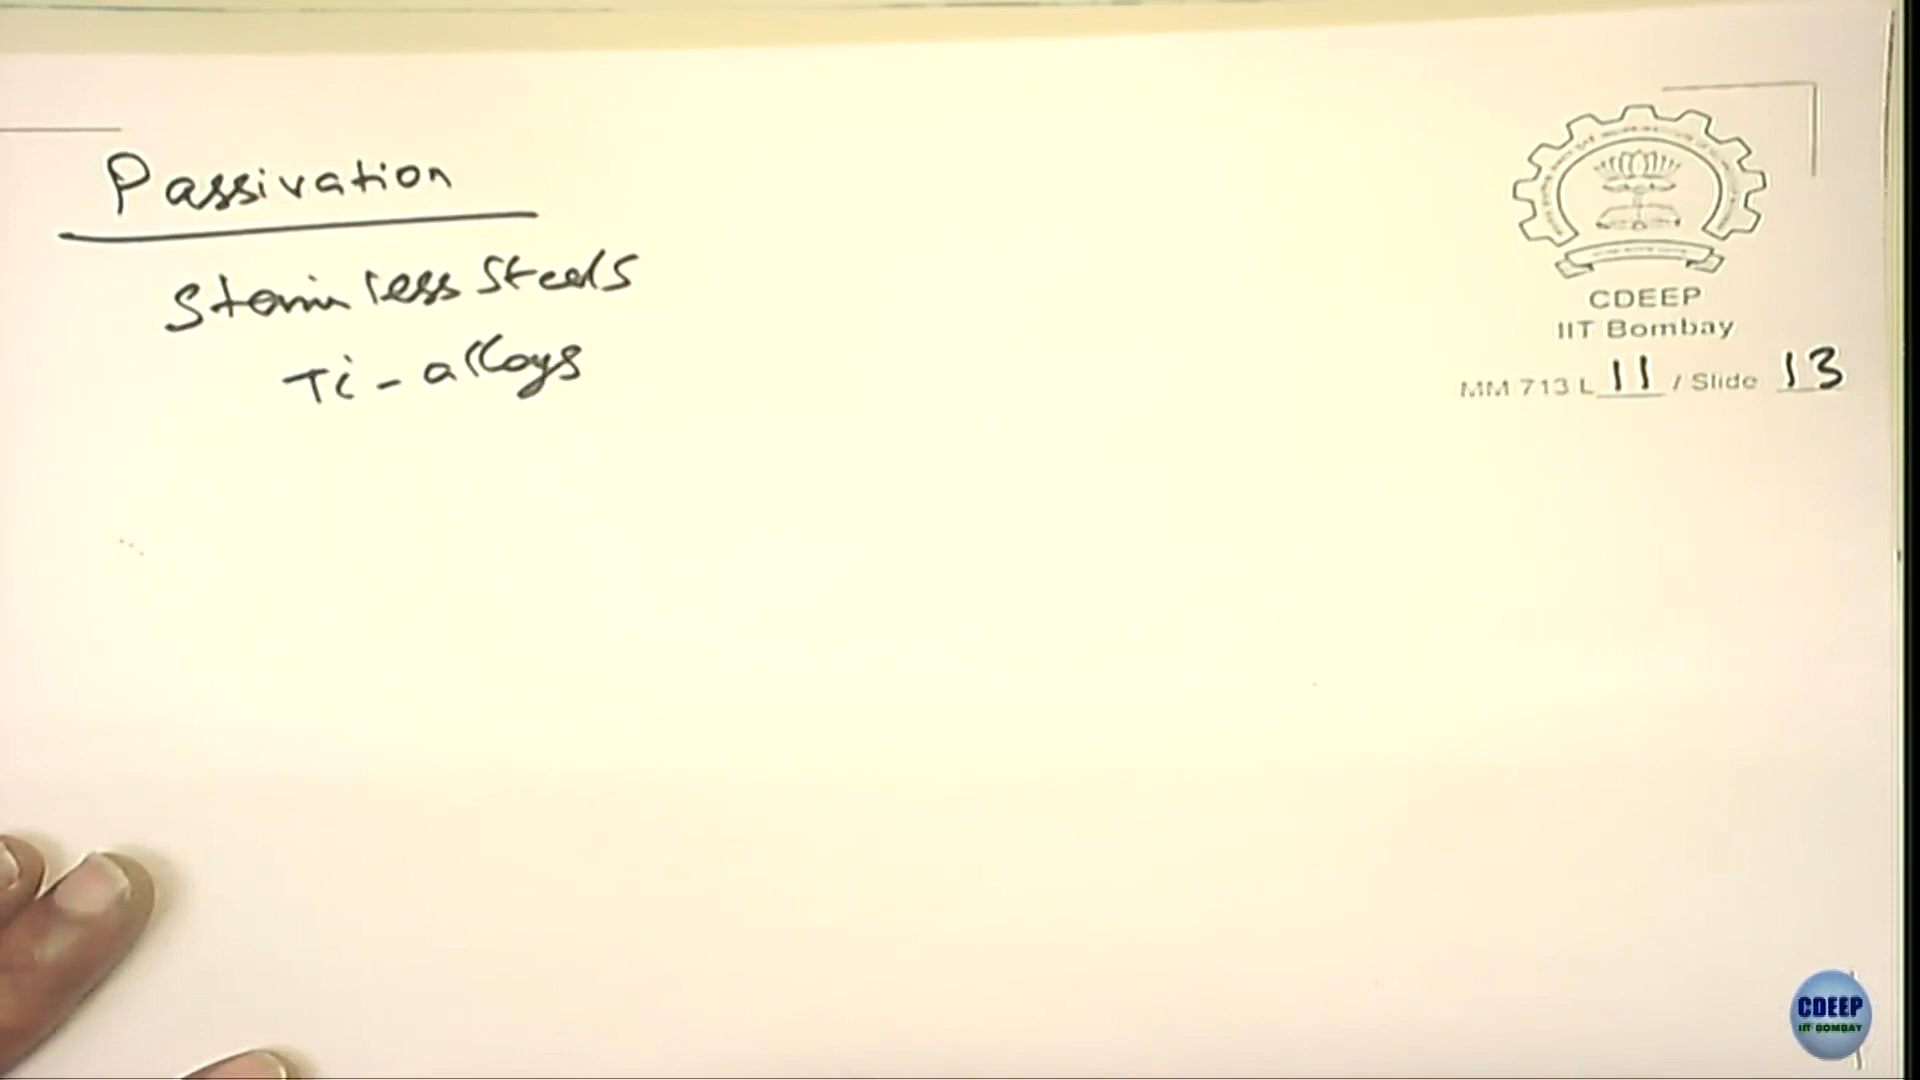 Passivation
Stainless Steels
Ti - alloys
CDEEP
IIT Bombay
MM 713 L 11 / Slide 13
CDEEP
IIT BOMBAY